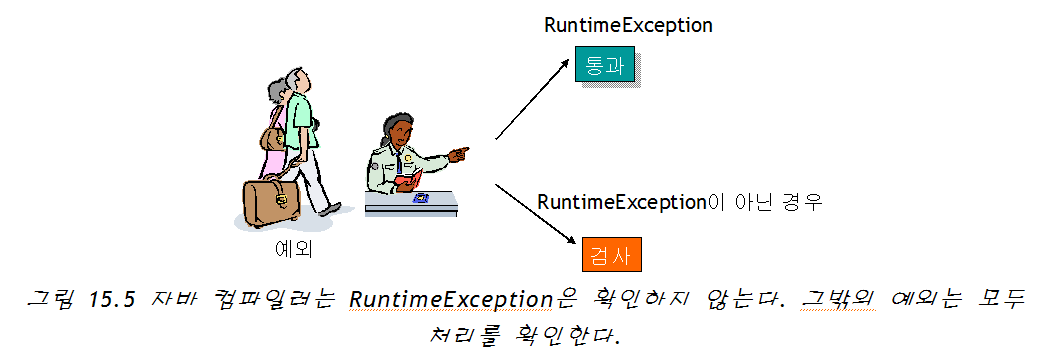 RuntimeException
통과
RuntimeException이 아닌 경우
검사
예외
그림 15.5 자바 컴파일러는 RuntimeException은 확인하지 않는다. 그밖의 예외는 모두
처리를 확인한다.